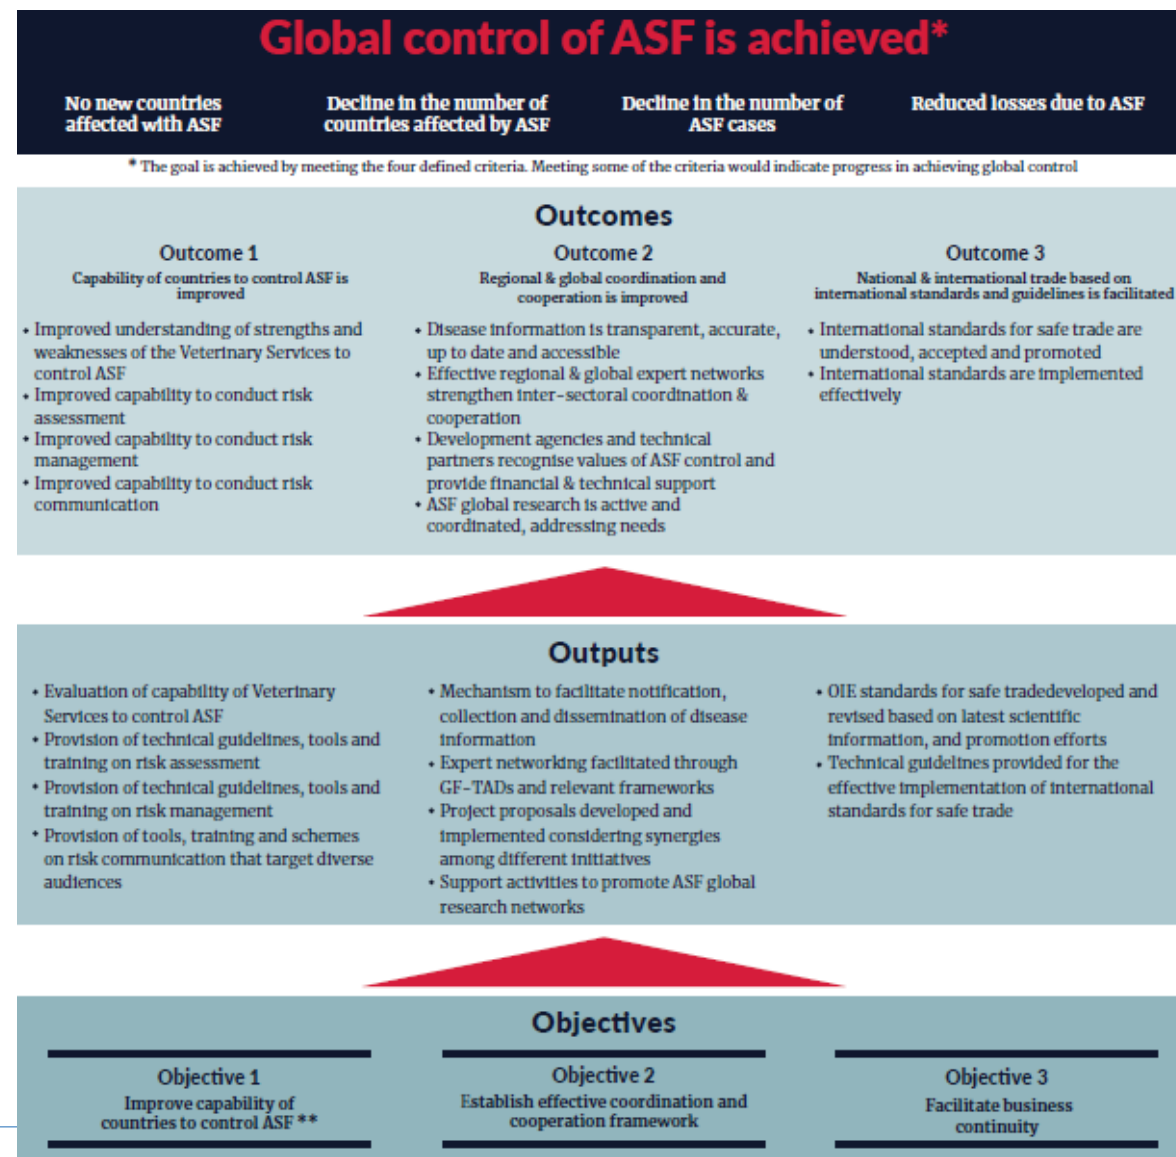 Global control of ASF is achieved*
No new countries
affected with ASF
Decline in the number of
countries affected by ASF
Decline in the number of
ASF cases
Reduced losses due to ASF
* The goal is achieved by meeting the four defined criteria. Meeting some of the criteria would indicate progress in achieving global control
Outcomes
Outcome 1
Capability of countries to control ASF is
improved
• Improved understanding of strengths and
weaknesses of the Veterinary Services to
control ASF
• Improved capability to conduct risk
assessment
• Improved capability to conduct risk
management
• Improved capability to conduct risk
communication
Outcome 2
Regional & global coordination and
cooperation is improved
• Disease information is transparent, accurate,
up to date and accessible
• Effective regional & global expert networks
strengthen inter-sectoral coordination &
cooperation
• Development agencies and technical
partners recognise values of ASF control and
provide financial & technical support
• ASF global research is active and
coordinated, addressing needs
Outcome 3
National & international trade based on
international standards and guidelines is facilitated
• International standards for safe trade are
understood, accepted and promoted
• International standards are implemented
effectively
Outputs
• Evaluation of capability of Veterinary
Services to control ASF
• Provision of technical guidelines, tools and
training on risk assessment
• Provision of technical guidelines, tools and
training on risk management
• Provision of tools, training and schemes
on risk communication that target diverse
audiences
• Mechanism to facilitate notification,
collection and dissemination of disease
information
• Expert networking facilitated through
GF-TADs and relevant frameworks
• Project proposals developed and
implemented considering synergies
among different initiatives
• Support activities to promote ASF global
research networks
• OIE standards for safe tradedeveloped and
revised based on latest scientific
information, and promotion efforts
• Technical guidelines provided for the
effective implementation of international
standards for safe trade
Objectives
Objective 1
Improve capability of
countries to control ASF **
Objective 2
Establish effective coordination and
cooperation framework
Objective 3
Facilitate business
continuity